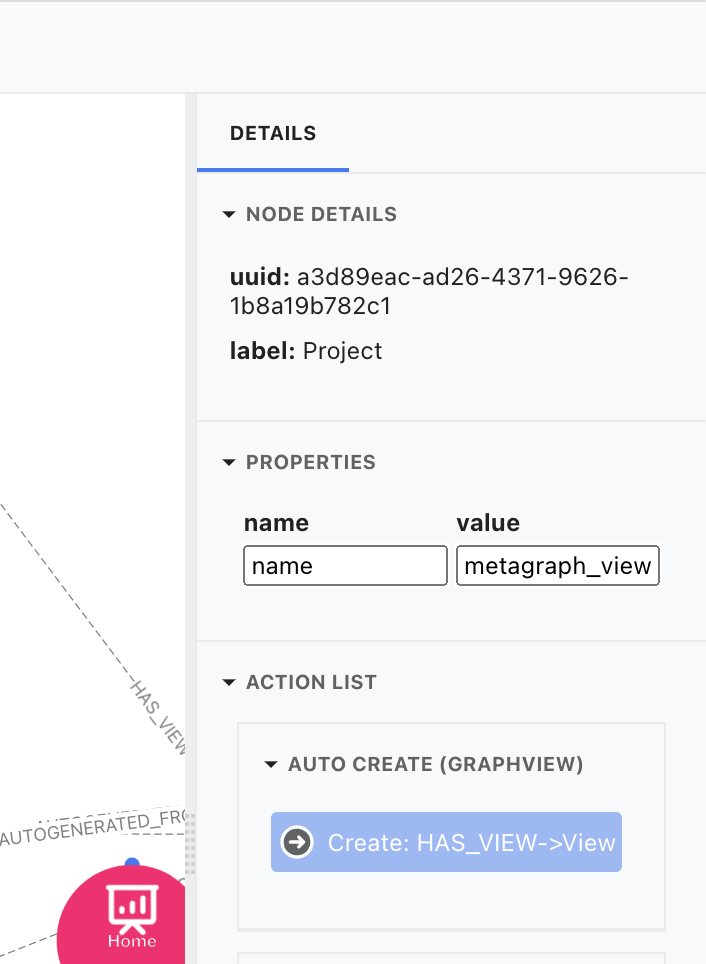 DETAILS
NODE DETAILS
uuid: a3d89eac-ad26-4371-9626-
1b8a19b782c1
label: Project
PROPERTIES
name value
name metagraph_view
ACTION LIST
HAS_VIEW
AUTO CREATE (GRAPHVIEW)
AUTOGENERATED_FRO
Create: HAS_VIEW->View
Home